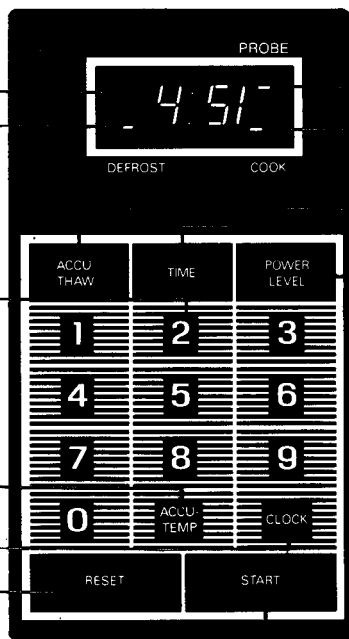 PROBE
4 51
DEFROST COOK
ACCU THAW TIME POWER LEVEL
1 2 3
4 5 6
7 8 9
0 ACCU-TEMP CLOCK
RESET START